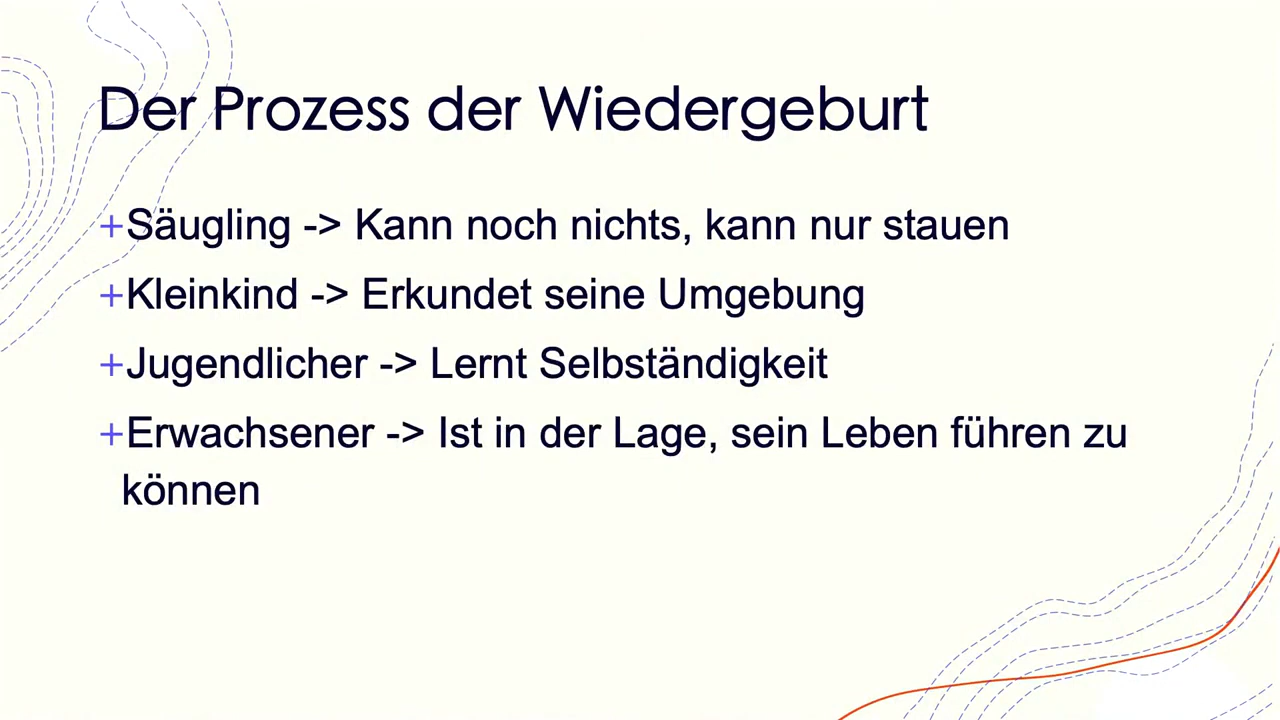 Der Prozess der Wiedergeburt
+Säugling -> Kann noch nichts, kann nur stauen
+Kleinkind -> Erkundet seine Umgebung
+Jugendlicher -> Lernt Selbständigkeit
+Erwachsener -> Ist in der Lage, sein Leben führen zu
können